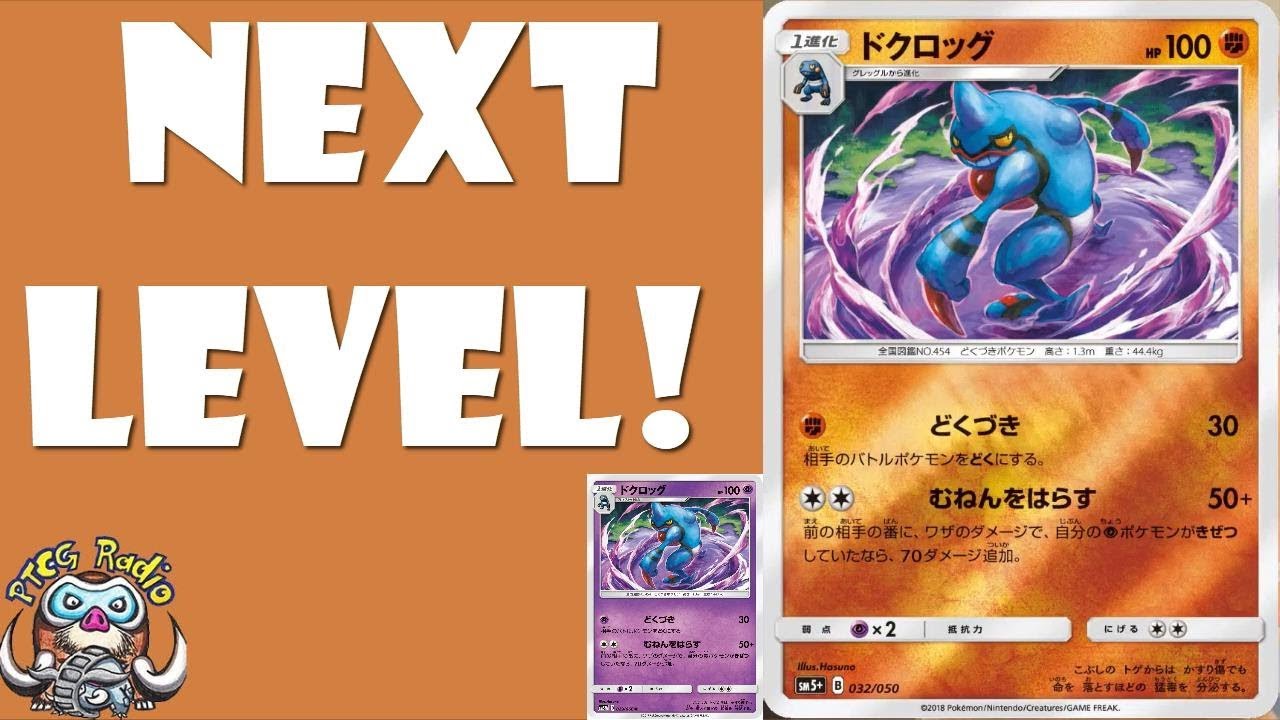 NEXT
LEVEL!
PTCG Radio
1進化
ドクロッグ
HP 100
グレッグルから進化
全国図鑑NO.454 どくづきポケモン 高さ:1.3m 重さ:44.4kg
どくづき 30
相手のバトルポケモンをどくにする。
むねんをはらす 50+
前の相手の番に、ワザのダメージで、自分のポケモンがきぜつ
していたなら、70ダメージ追加。
弱点 ×2 抵抗力 にげる
Illus.Hasuno
SM5+ B 032/050
こぶしの トゲからは かすり傷でも
命を 落とすほどの 猛毒を 分泌する。
©2018 Pokémon/Nintendo/Creatures/GAME FREAK.
1進化
ドクロッグ
HP 100
どくづき 30
むねんをはらす 50+